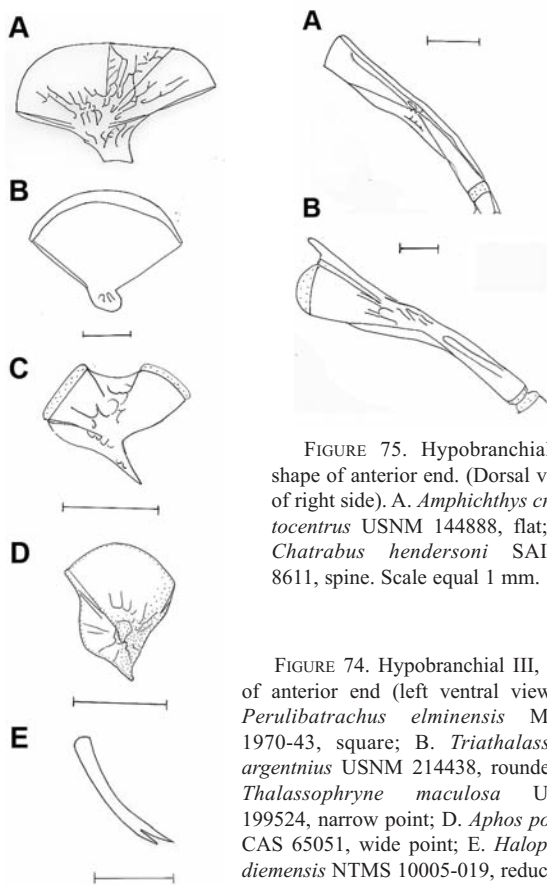 A
B
C
D
E
A
B
FIGURE 75. Hypobranchial
shape of anterior end. (Dorsal v
of right side). A. Amphichthys cr
tocentrus USNM 144888, flat;
Chatrabus hendersoni SAI
8611, spine. Scale equal 1 mm.
FIGURE 74. Hypobranchial III,
of anterior end (left ventral view
Perulibatrachus elminensis M
1970-43, square; B. Triathalass
argentnius USNM 214438, rounde
Thalassophryne maculosa U
199524, narrow point; D. Aphos po
CAS 65051, wide point; E. Halop
diemensis NTMS 10005-019, reduc